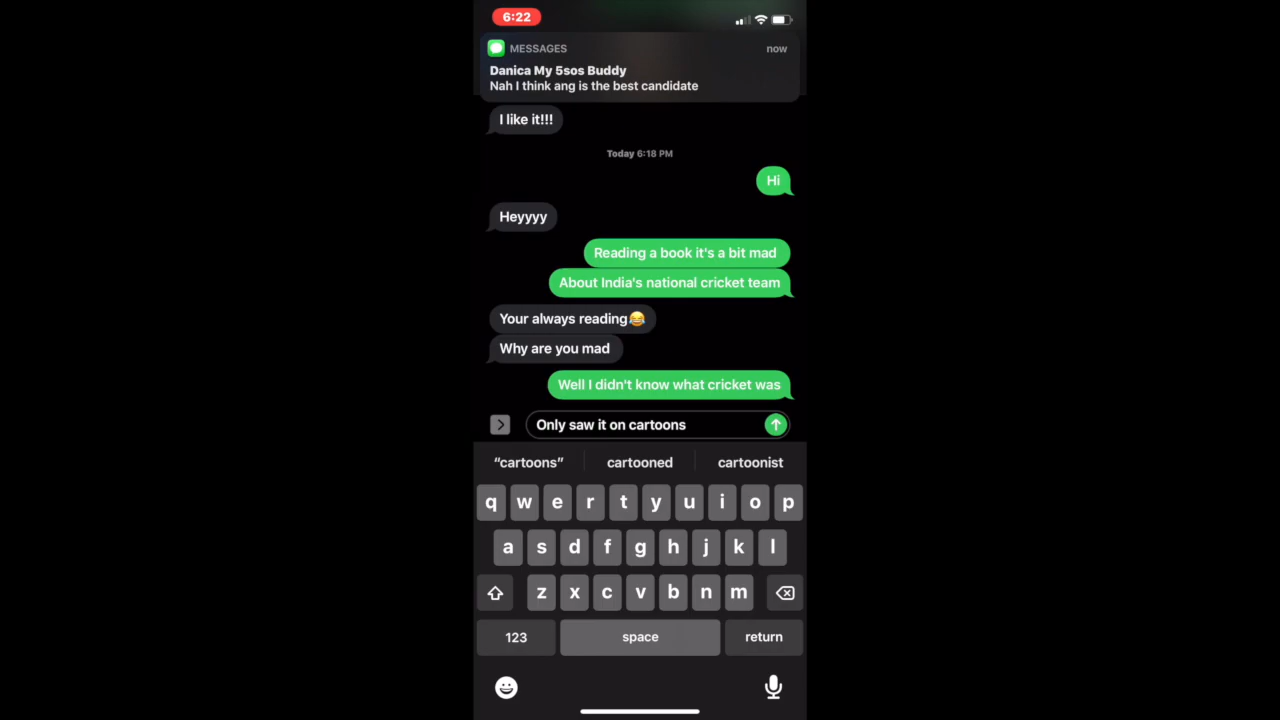 6:22
MESSAGES
now
Danica My 5sos Buddy
Nah I think ang is the best candidate
I like it!!!
Today 6:18 PM
Hi
Heyyyy
Reading a book it's a bit mad
About India's national cricket team
Your always reading😂
Why are you mad
Well I didn't know what cricket was
Only saw it on cartoons
“cartoons” cartooned cartoonist
q w e r t y u i o p
a s d f g h j k l
z x c v b n m
123 space return